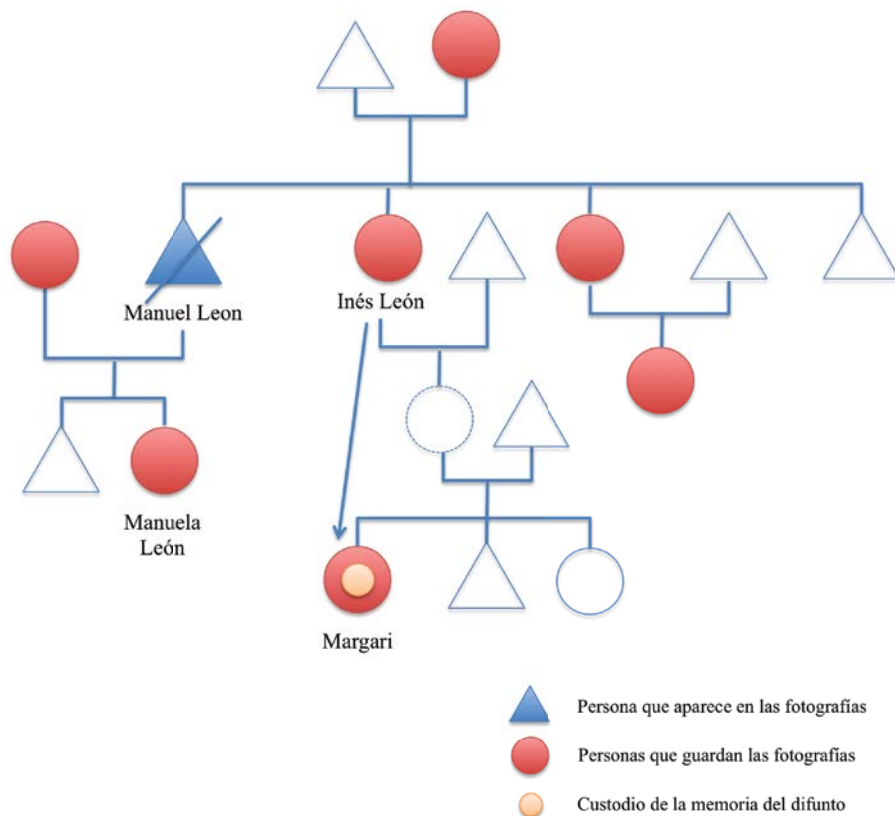 Manuel Leon
Inés León
Manuela
León
Margari
Persona que aparece en las fotografías
Personas que guardan las fotografías
Custodio de la memoria del difunto